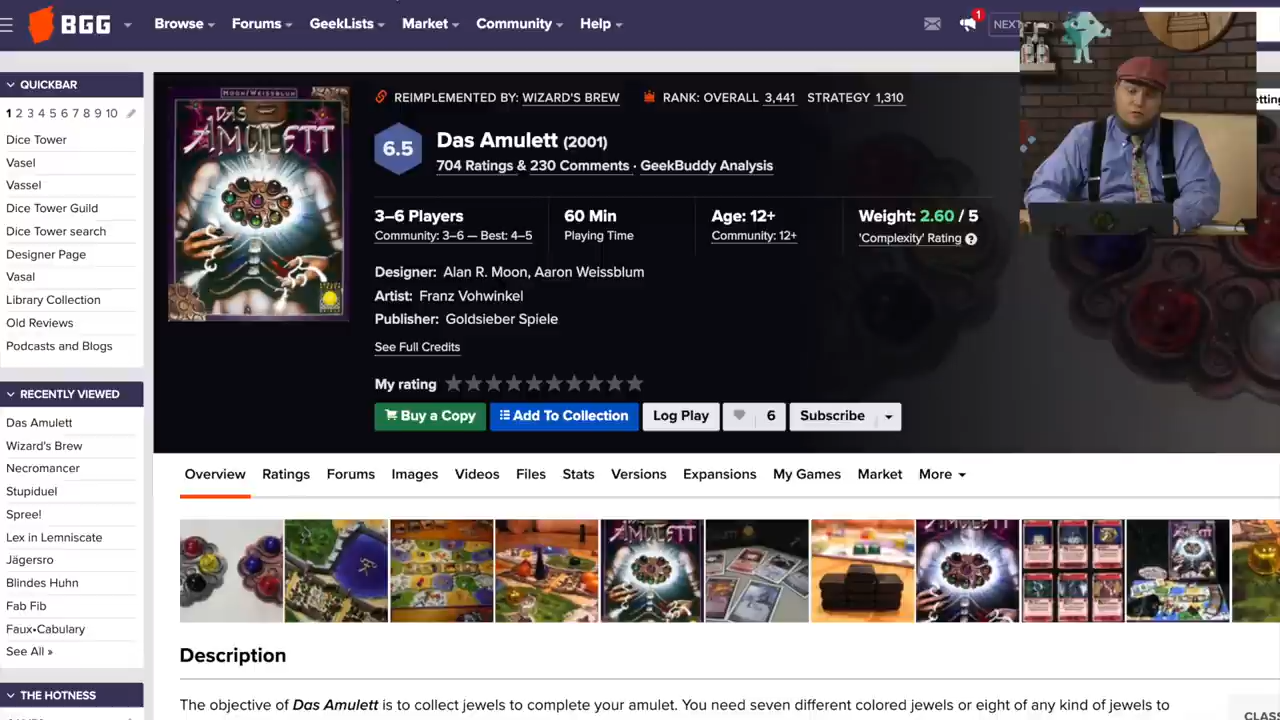 BGG
Browse
Forums
GeekLists
Market
Community
Help
1
NEXT
QUICKBAR
1 2 3 4 5 6 7 8 9 10
Dice Tower
Vasel
Vassel
Dice Tower Guild
Dice Tower search
Designer Page
Vasal
Library Collection
Old Reviews
Podcasts and Blogs
RECENTLY VIEWED
Das Amulett
Wizard's Brew
Necromancer
Stupiduel
Spree!
Lex in Lemniscate
Jägersro
Blindes Huhn
Fab Fib
Faux•Cabulary
See All »
THE HOTNESS
MOON/WEISSBLUM
DAS
AMULETT
REIMPLEMENTED BY: WIZARD'S BREW
RANK: OVERALL 3,441 STRATEGY 1,310
6.5
Das Amulett (2001)
704 Ratings & 230 Comments · GeekBuddy Analysis
3–6 Players
Community: 3–6 — Best: 4–5
60 Min
Playing Time
Age: 12+
Community: 12+
Weight: 2.60 / 5
'Complexity' Rating
Designer: Alan R. Moon, Aaron Weissblum
Artist: Franz Vohwinkel
Publisher: Goldsieber Spiele
See Full Credits
My rating
Buy a Copy
Add To Collection
Log Play
6
Subscribe
Overview
Ratings
Forums
Images
Videos
Files
Stats
Versions
Expansions
My Games
Market
More
AMULETT
AMULETT
Description
The objective of Das Amulett is to collect jewels to complete your amulet. You need seven different colored jewels or eight of any kind of jewels to